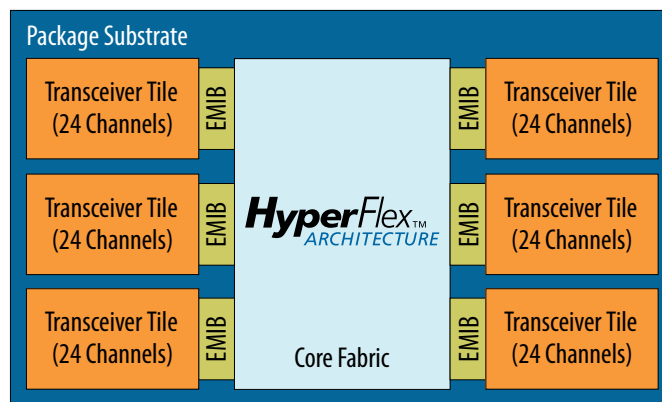 Package Substrate
Transceiver Tile
(24 Channels)
EMIB
EMIB
Transceiver Tile
(24 Channels)
Transceiver Tile
(24 Channels)
EMIB
HyperFlex™
ARCHITECTURE
EMIB
Transceiver Tile
(24 Channels)
Transceiver Tile
(24 Channels)
EMIB
Core Fabric
EMIB
Transceiver Tile
(24 Channels)